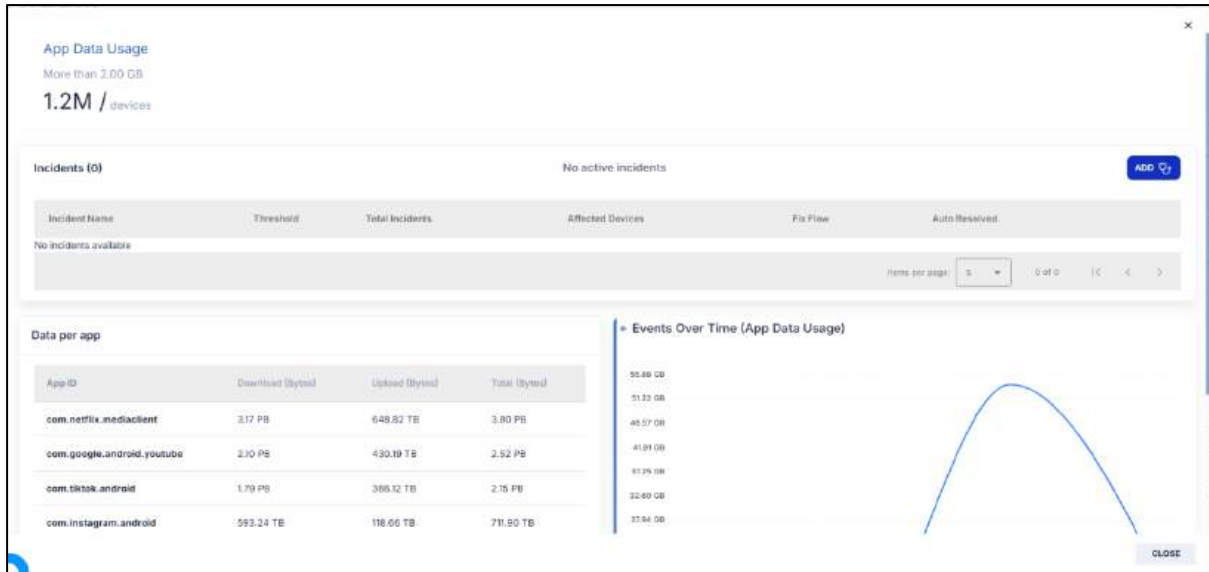 App Data Usage
More than 2.00 GB
1.2M / devices
Incidents (0)
No active incidents
ADD
Incident Name Threshold Total Incidents Affected Devices Fix Flow Auto Resolved
No incidents available
Items per page: 5 0 of 0
Data per app
App ID Download (Bytes) Upload (Bytes) Total (Bytes)
com.netflix.mediaclient 3.17 PB 648.82 TB 3.80 PB
com.google.android.youtube 2.10 PB 430.19 TB 2.52 PB
com.tiktok.android 1.79 PB 366.12 TB 2.15 PB
com.instagram.android 593.24 TB 118.66 TB 711.90 TB
Events Over Time (App Data Usage)
55.88 GB
51.22 GB
46.57 GB
41.91 GB
37.25 GB
32.60 GB
27.94 GB
CLOSE